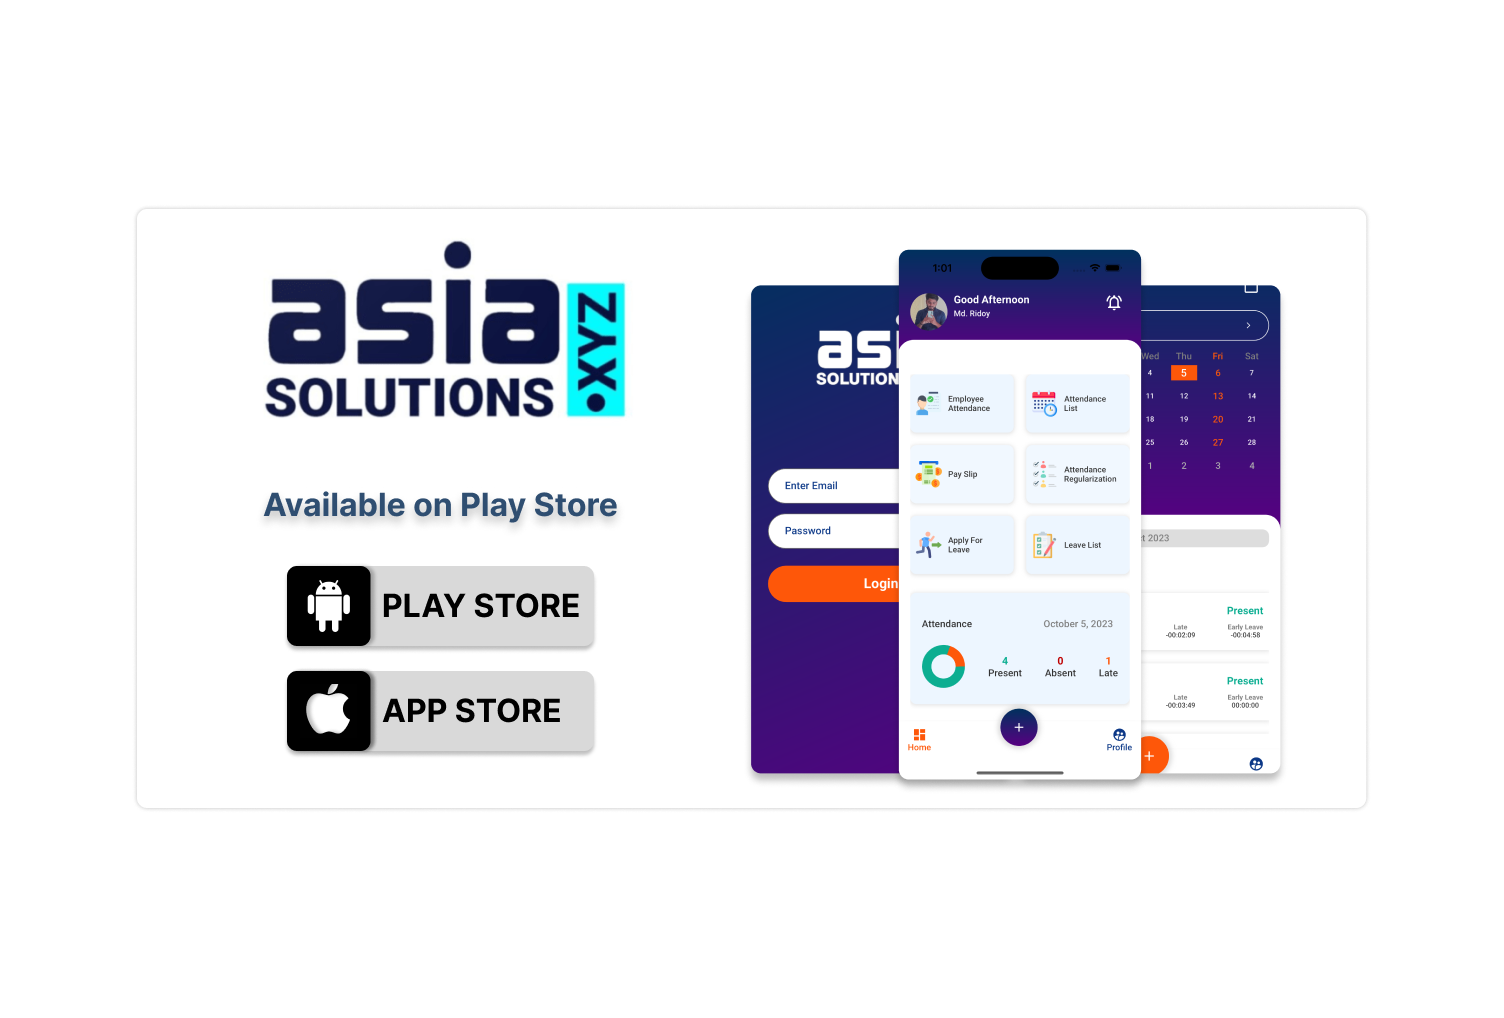 asia
SOLUTIONS
.XYZ
Available on Play Store
PLAY STORE
APP STORE
SOLUTION
Enter Email
Password
Login
1:01
Good Afternoon
Md. Ridoy
Employee
Attendance
Attendance
List
Pay Slip
Attendance
Regularization
Apply For
Leave
Leave List
Attendance
October 5, 2023
4
Present
0
Absent
1
Late
Home
+
Profile
Wed Thu Fri Sat
4 5 6 7
11 12 13 14
18 19 20 21
25 26 27 28
1 2 3 4
t 2023
Present
Late Early Leave
-00:02:09 -00:04:58
Present
Late Early Leave
-00:03:49 00:00:00
+